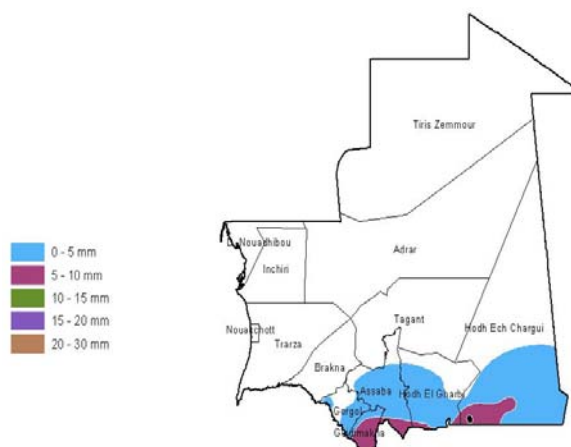 0 - 5 mm
5 - 10 mm
10 - 15 mm
15 - 20 mm
20 - 30 mm
Tiris Zemmour
D. Nouadhibou
Adrar
Inchiri
Nouakchott
Trarza
Tagant
Hodh Ech Chargui
Brakna
Assaba
Hodh El Gharbi
Gorgol
Guidimakha